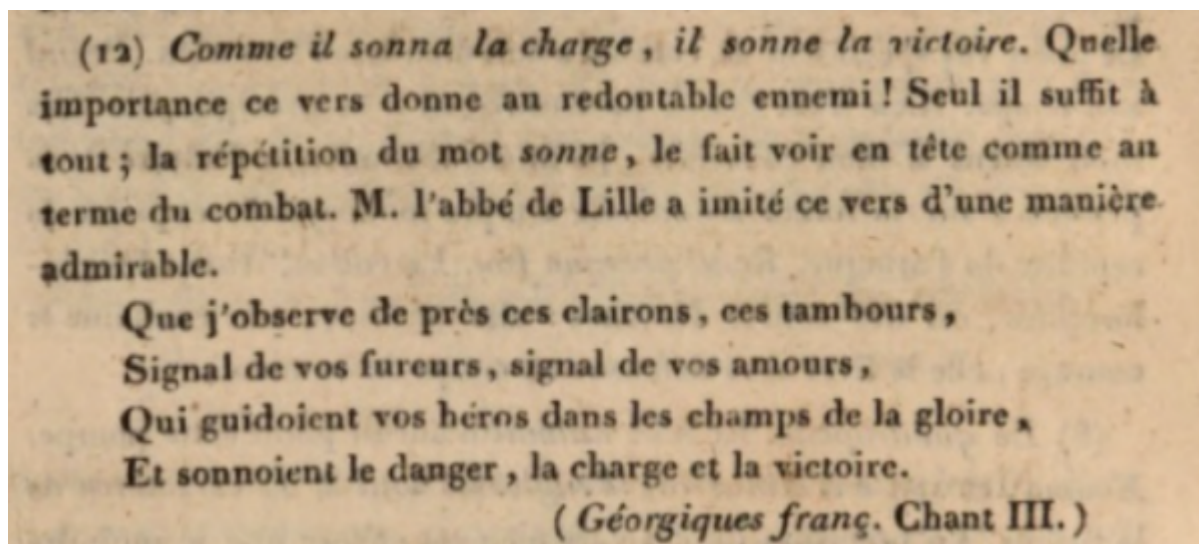 (12) Comme il sonna la charge, il sonne la victoire. Quelle
importance ce vers donne au redoutable ennemi! Seul il suffit à
tout; la répétition du mot sonne, le fait voir en tête comme au
terme du combat. M. l'abbé de Lille a imité ce vers d'une manière
admirable.
Que j'observe de près ces clairons, ces tambours,
Signal de vos fureurs, signal de vos amours,
Qui guidoient vos héros dans les champs de la gloire,
Et sonnoient le danger, la charge et la victoire.
(Géorgiques franç. Chant III.)